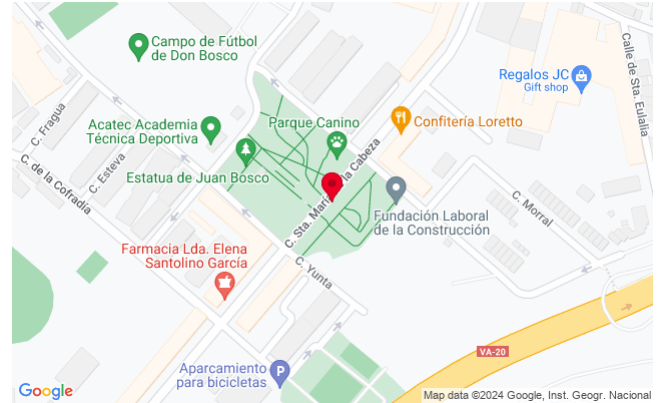 Campo de Fútbol
de Don Bosco
Calle de Sta. Eulalia
Regalos JC
Gift shop
C. Fragua
Acatec Academia
Técnica Deportiva
Parque Canino
Confitería Loretto
C. Esteva
Estatua de Juan Bosco
C. de la Cofradía
C. Sta. María la Cabeza
C. Morral
Fundación Laboral
de la Construcción
Farmacia Lda. Elena
Santolino García
C. Yunta
VA-20
Aparcamiento
para bicicletas
P
Google
Map data ©2024 Google, Inst. Geogr. Nacional